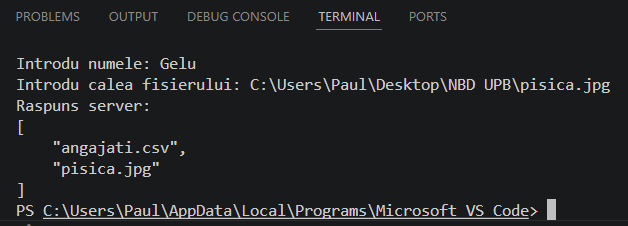 PROBLEMS OUTPUT DEBUG CONSOLE TERMINAL PORTS
Introdu numele: Gelu
Introdu calea fisierului: C:\Users\Paul\Desktop\NBD UPB\pisica.jpg
Raspuns server:
[
    "angajati.csv",
    "pisica.jpg"
]
PS C:\Users\Paul\AppData\Local\Programs\Microsoft VS Code>